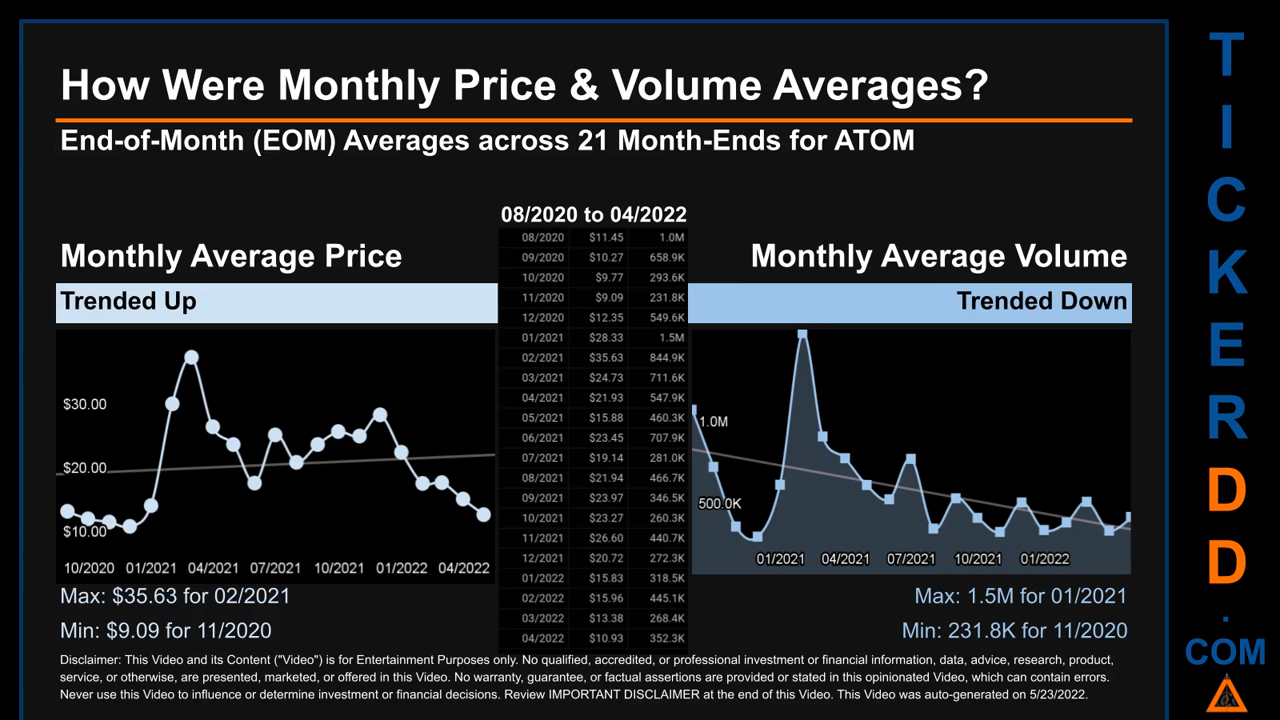 How Were Monthly Price & Volume Averages?
End-of-Month (EOM) Averages across 21 Month-Ends for ATOM
08/2020 to 04/2022
Monthly Average Price
Trended Up
$30.00
$20.00
$10.00
10/2020 01/2021 04/2021 07/2021 10/2021 01/2022 04/2022
Max: $35.63 for 02/2021
Min: $9.09 for 11/2020
08/2020 $11.45 1.0M
09/2020 $10.27 658.9K
10/2020 $9.77 293.6K
11/2020 $9.09 231.8K
12/2020 $12.35 549.6K
01/2021 $28.33 1.5M
02/2021 $35.63 844.9K
03/2021 $24.73 711.6K
04/2021 $21.93 547.9K
05/2021 $15.88 460.3K
06/2021 $23.45 707.9K
07/2021 $19.14 281.0K
08/2021 $21.94 466.7K
09/2021 $23.97 346.5K
10/2021 $23.27 260.3K
11/2021 $26.60 440.7K
12/2021 $20.72 272.3K
01/2022 $15.83 318.5K
02/2022 $15.96 445.1K
03/2022 $13.38 268.4K
04/2022 $10.93 352.3K
Monthly Average Volume
Trended Down
1.0M
500.0K
01/2021 04/2021 07/2021 10/2021 01/2022
Max: 1.5M for 01/2021
Min: 231.8K for 11/2020
Disclaimer: This Video and its Content ("Video") is for Entertainment Purposes only. No qualified, accredited, or professional investment or financial information, data, advice, research, product,
service, or otherwise, are presented, marketed, or offered in this Video. No warranty, guarantee, or factual assertions are provided or stated in this opinionated Video, which can contain errors.
Never use this Video to influence or determine investment or financial decisions. Review IMPORTANT DISCLAIMER at the end of this Video. This Video was auto-generated on 5/23/2022.
T
I
C
K
E
R
D
D
.
COM